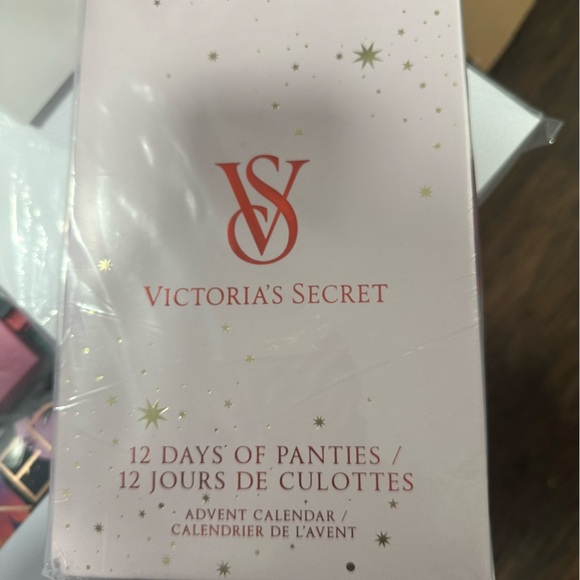 VS
VICTORIA'S SECRET
12 DAYS OF PANTIES /
12 JOURS DE CULOTTES
ADVENT CALENDAR /
CALENDRIER DE L'AVENT